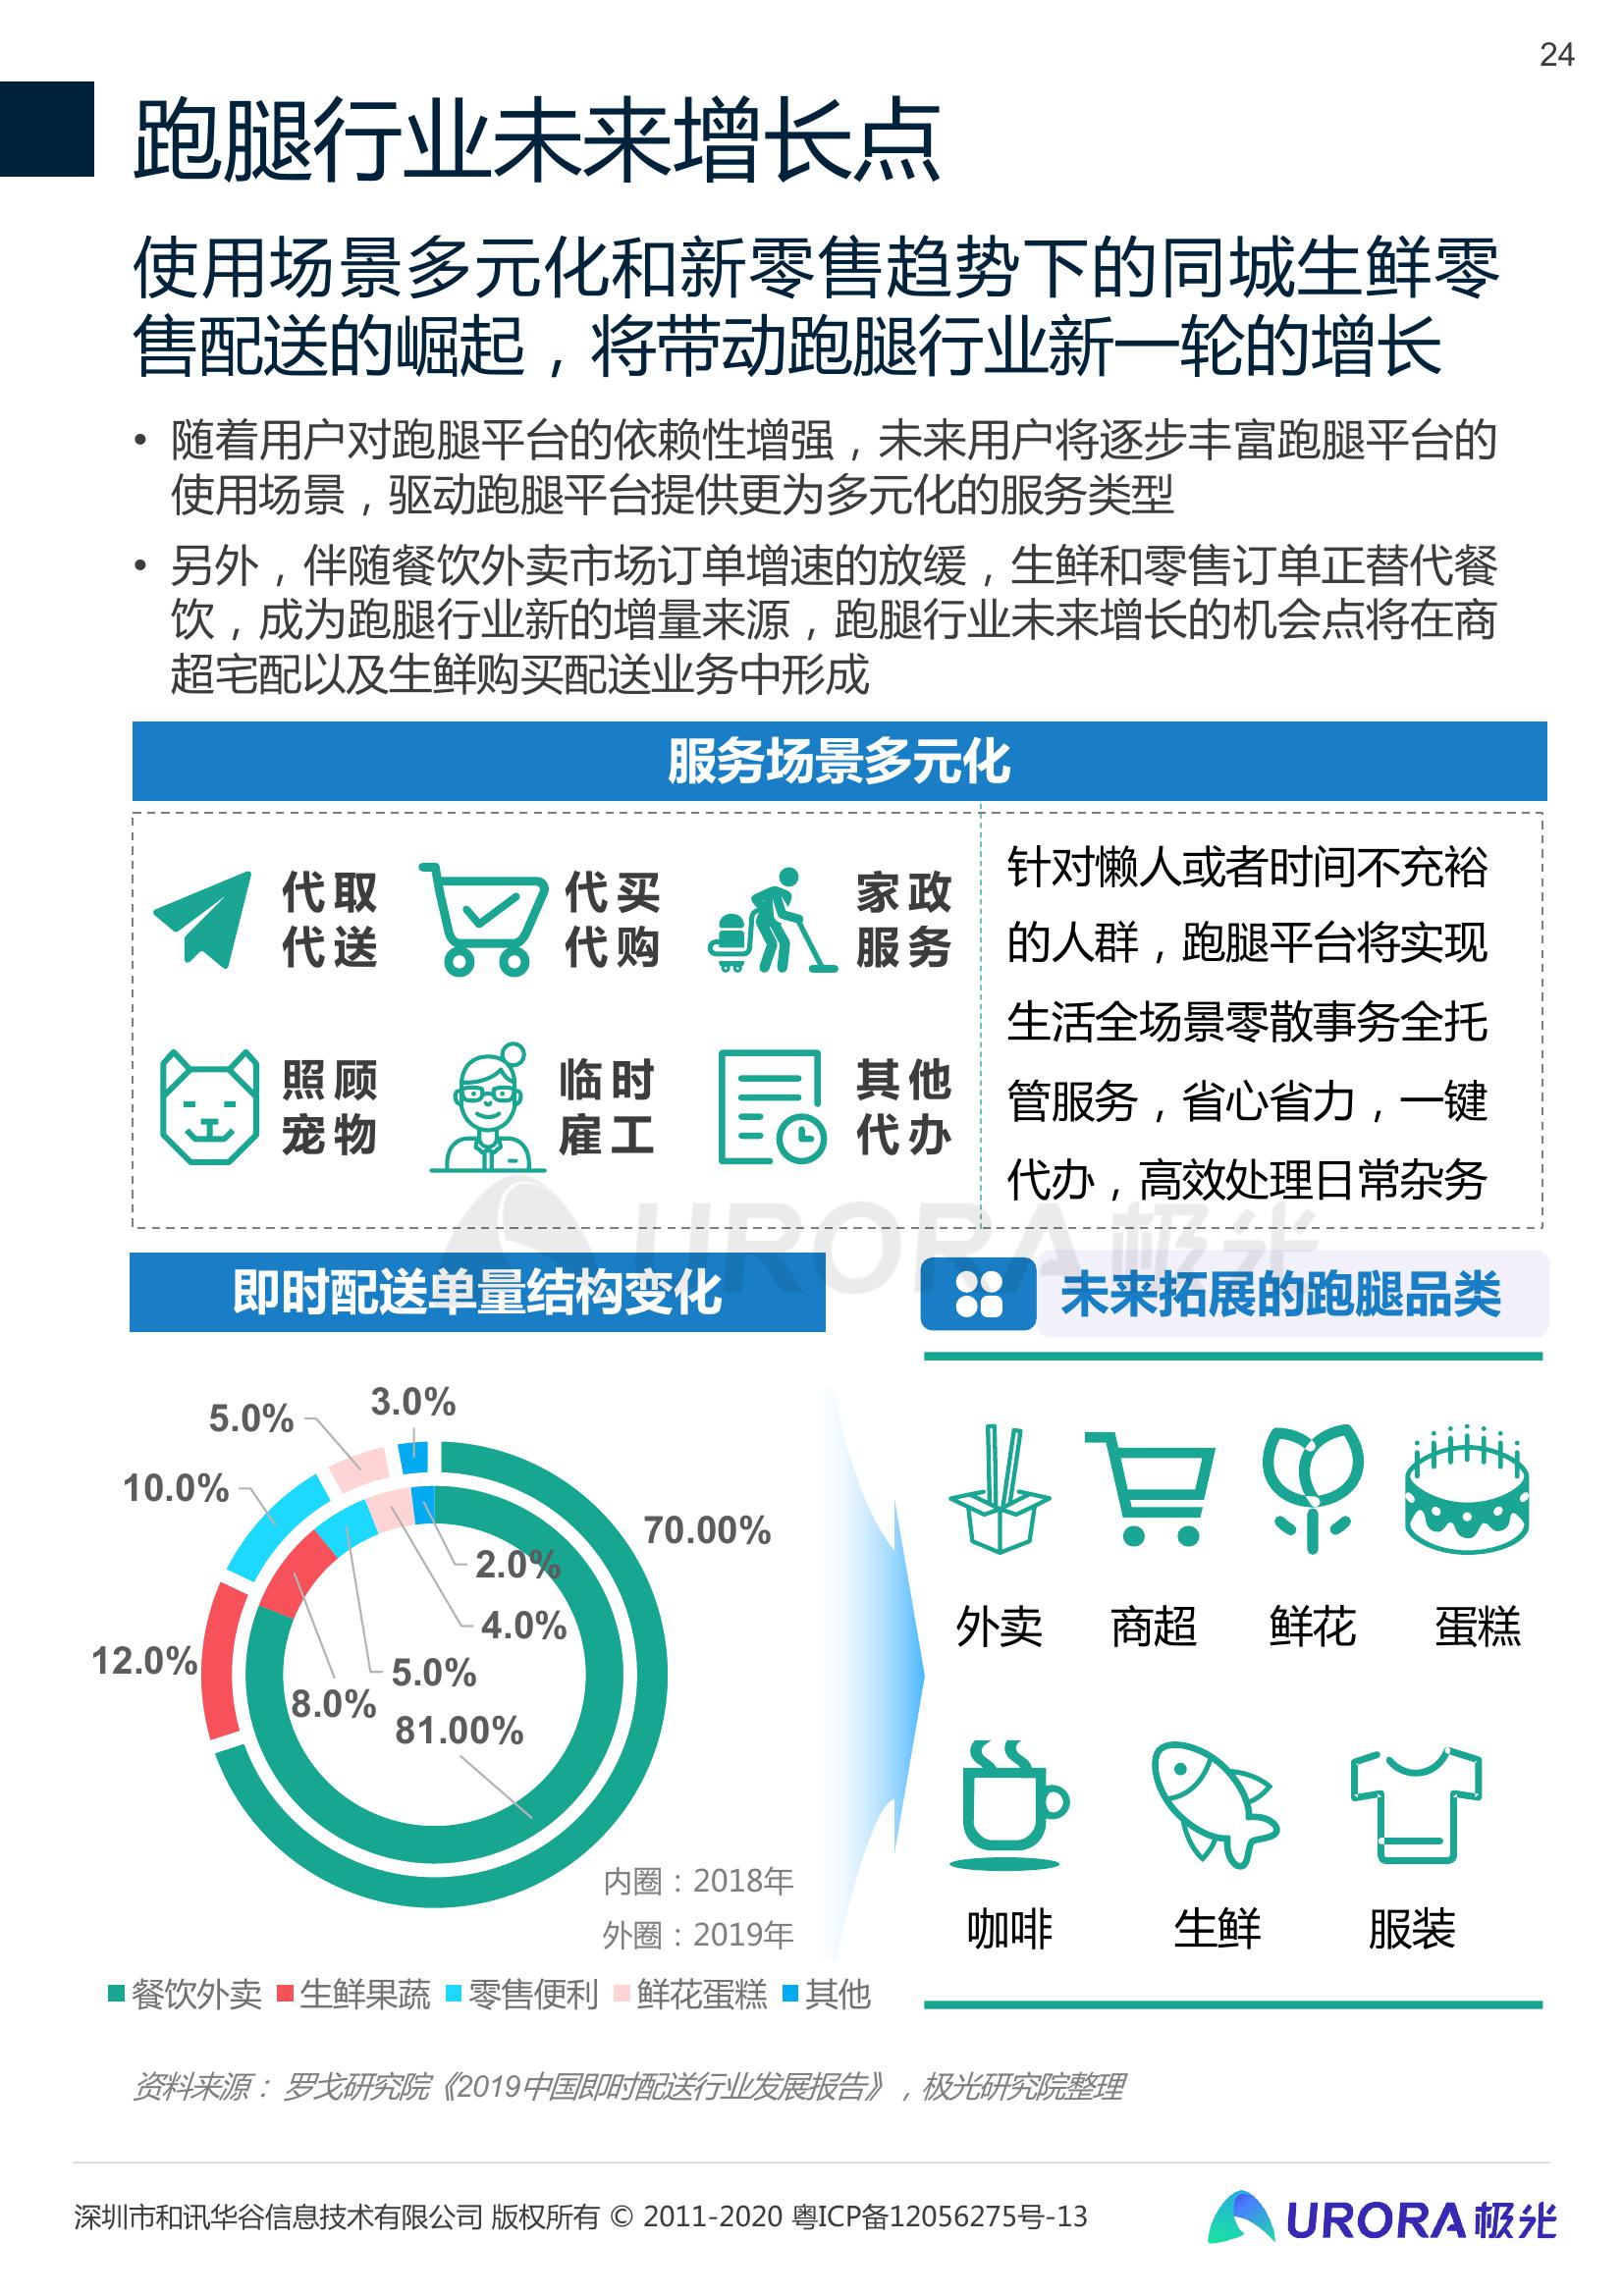 24
跑腿行业未来增长点
使用场景多元化和新零售趋势下的同城生鲜零
售配送的崛起，将带动跑腿行业新一轮的增长
• 随着用户对跑腿平台的依赖性增强，未来用户将逐步丰富跑腿平台的
使用场景，驱动跑腿平台提供更为多元化的服务类型
• 另外，伴随餐饮外卖市场订单增速的放缓，生鲜和零售订单正替代餐
饮，成为跑腿行业新的增量来源，跑腿行业未来增长的机会点将在商
超宅配以及生鲜购买配送业务中形成
服务场景多元化
代取
代送
代买
代购
家政
服务
照顾
宠物
临时
雇工
其他
代办
针对懒人或者时间不充裕
的人群，跑腿平台将实现
生活全场景零散事务全托
管服务，省心省力，一键
代办，高效处理日常杂务
URORA 极光
即时配送单量结构变化
3.0%
5.0%
10.0%
70.00%
2.0%
4.0%
12.0%
5.0%
8.0%
81.00%
内圈：2018年
外圈：2019年
餐饮外卖 生鲜果蔬 零售便利 鲜花蛋糕 其他
未来拓展的跑腿品类
外卖 商超 鲜花 蛋糕
咖啡 生鲜 服装
资料来源：罗戈研究院《2019中国即时配送行业发展报告》，极光研究院整理
深圳市和讯华谷信息技术有限公司 版权所有 © 2011-2020 粤ICP备12056275号-13
URORA 极光